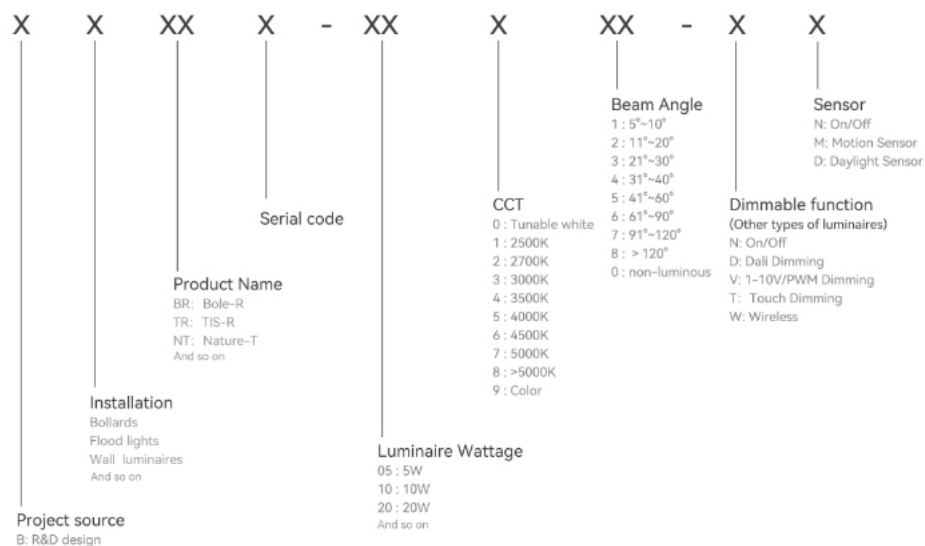 X X XX X - XX X XX - X X
Beam Angle
1 : 5°~10°
2 : 11°~20°
3 : 21°~30°
4 : 31°~40°
5 : 41°~60°
6 : 61°~90°
7 : 91°~120°
8 : > 120°
0 : non-luminous
Sensor
N: On/Off
M: Motion Sensor
D: Daylight Sensor
Serial code
CCT
0 : Tunable white
1 : 2500K
2 : 2700K
3 : 3000K
4 : 3500K
5 : 4000K
6 : 4500K
7 : 5000K
8 : >5000K
9 : Color
Dimmable function
(Other types of luminaires)
N: On/Off
D: Dali Dimming
V: 1-10V/PWM Dimming
T: Touch Dimming
W: Wireless
Product Name
BR: Bole-R
TR: TIS-R
NT: Nature-T
And so on
Installation
Bollards
Flood lights
Wall luminaires
And so on
Luminaire Wattage
05 : 5W
10 : 10W
20 : 20W
And so on
Project source
B: R&D design